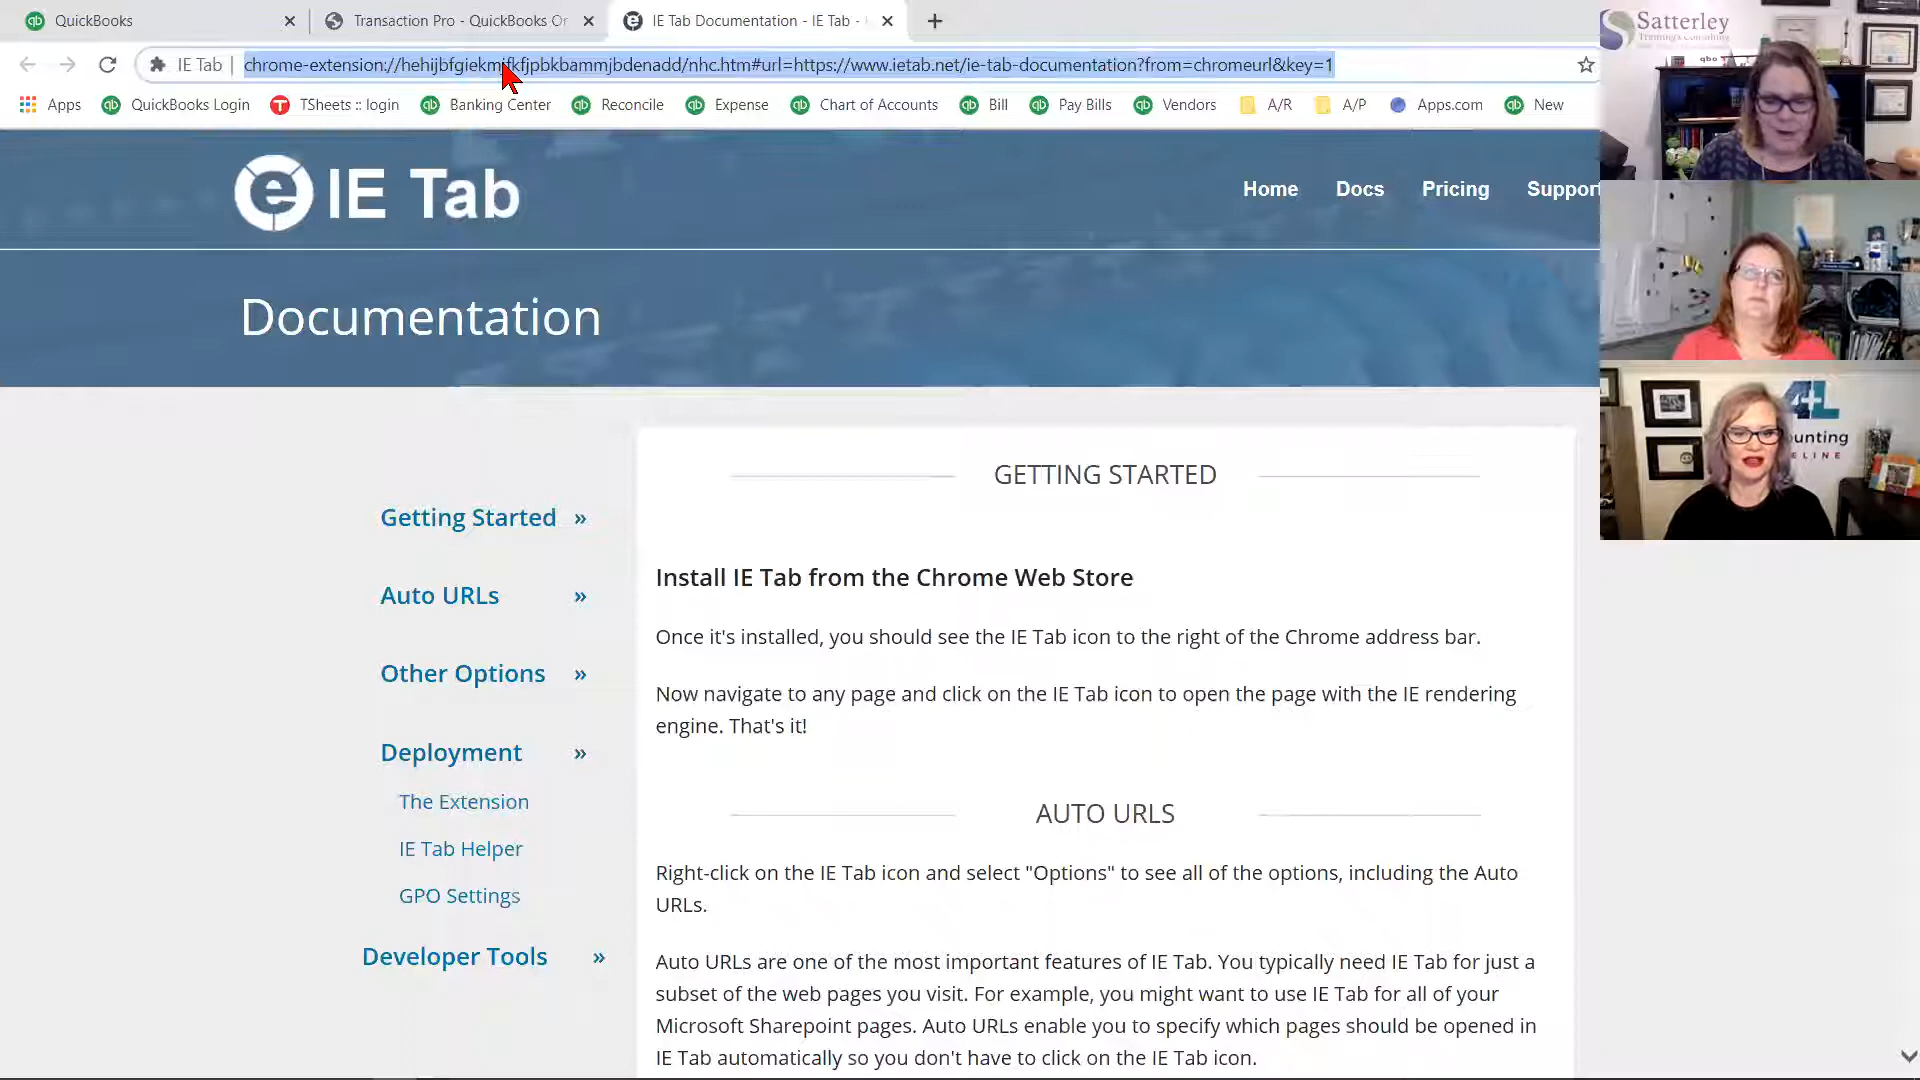 QuickBooks
Transaction Pro - QuickBooks Or
IE Tab Documentation - IE Tab -
IE Tab | chrome-extension://hehijbfgiekmjfkfjpbkbammjbdenadd/nhc.htm#url=https://www.ietab.net/ie-tab-documentation?from=chromeurl&key=1
Apps QuickBooks Login TSheets :: login Banking Center Reconcile Expense Chart of Accounts Bill Pay Bills Vendors A/R A/P Apps.com New
e IE Tab
Home Docs Pricing Support
Documentation
Getting Started »
Auto URLs »
Other Options »
Deployment »
The Extension
IE Tab Helper
GPO Settings
Developer Tools »
GETTING STARTED
Install IE Tab from the Chrome Web Store
Once it's installed, you should see the IE Tab icon to the right of the Chrome address bar.
Now navigate to any page and click on the IE Tab icon to open the page with the IE rendering
engine. That's it!
AUTO URLS
Right-click on the IE Tab icon and select "Options" to see all of the options, including the Auto
URLs.
Auto URLs are one of the most important features of IE Tab. You typically need IE Tab for just a
subset of the web pages you visit. For example, you might want to use IE Tab for all of your
Microsoft Sharepoint pages. Auto URLs enable you to specify which pages should be opened in
IE Tab automatically so you don't have to click on the IE Tab icon.
Satterley
Training & Consulting
qbo
A+L
unting
ELINE